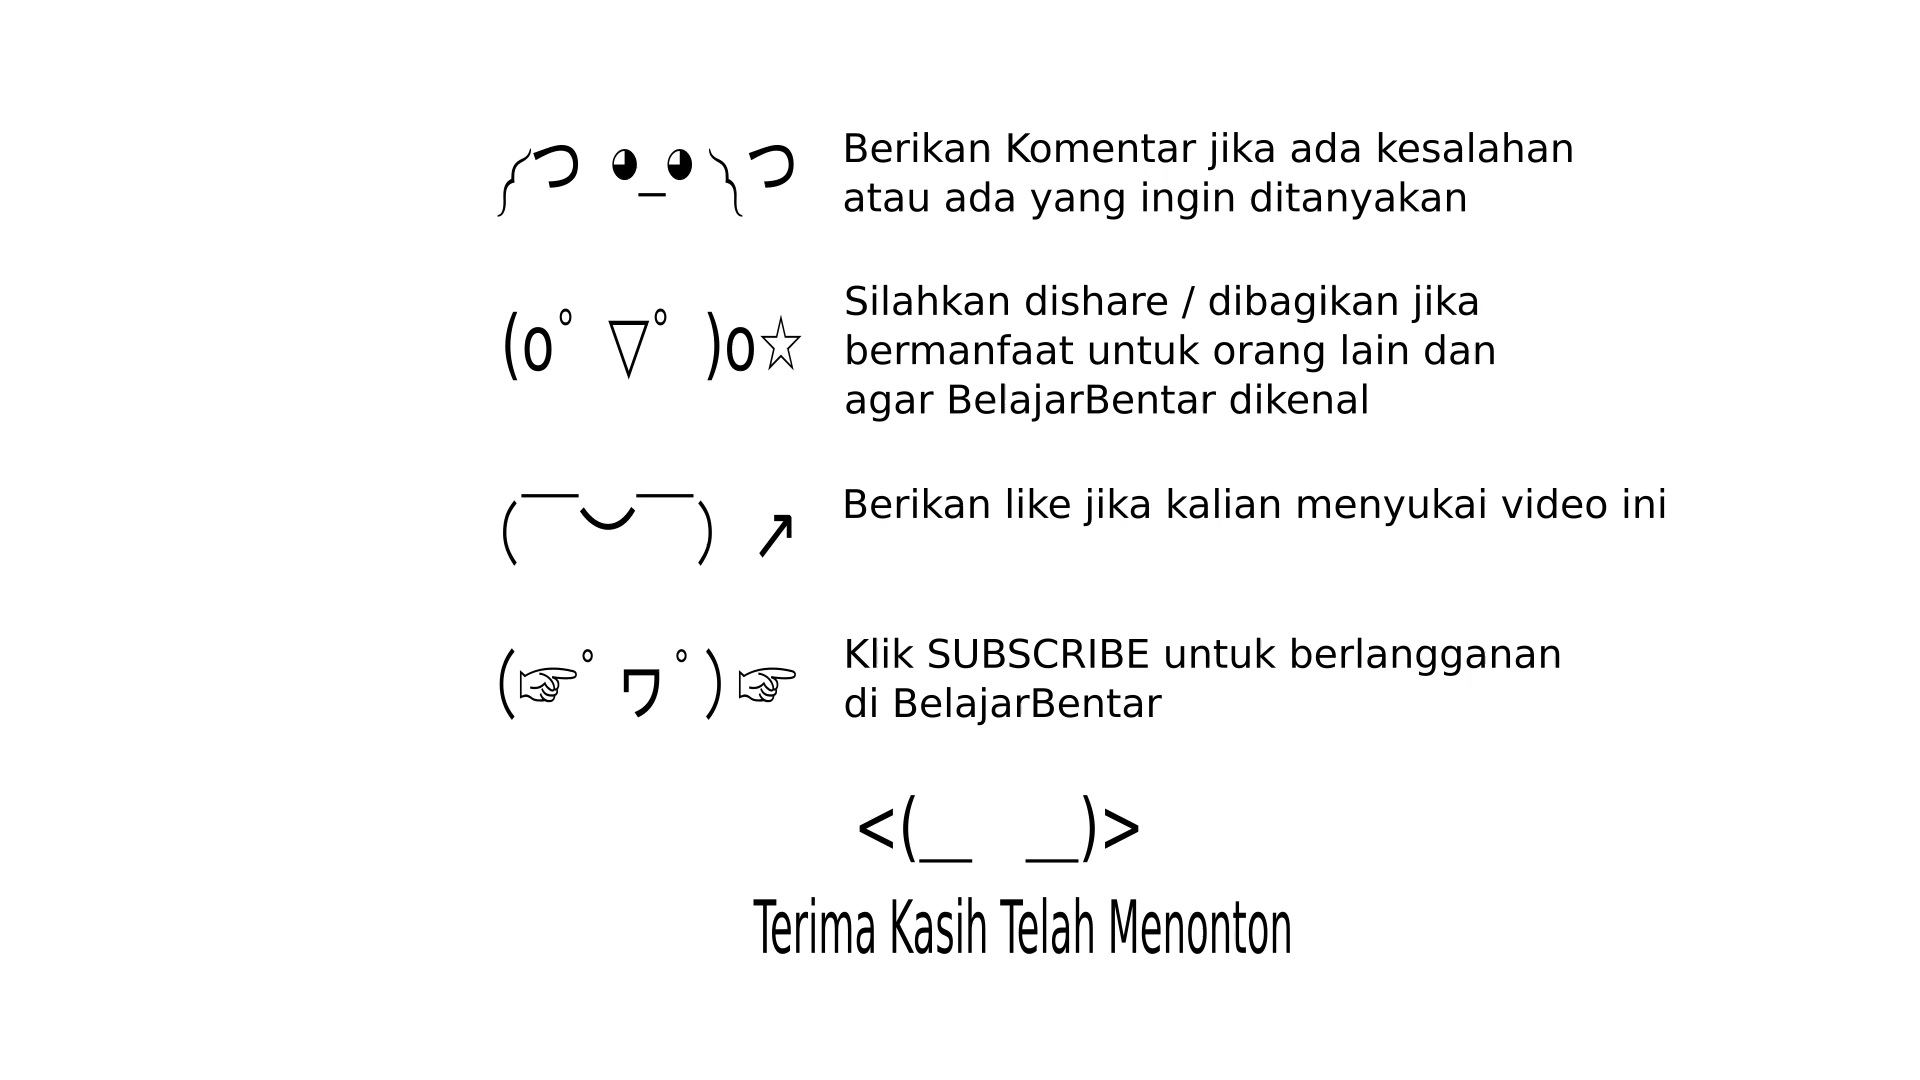 ༼つ ◕_◕ ༽つ
Berikan Komentar jika ada kesalahan
atau ada yang ingin ditanyakan
(o゚▽゚)o☆
Silahkan dishare / dibagikan jika
bermanfaat untuk orang lain dan
agar BelajarBentar dikenal
(￣⌣￣) ↗
Berikan like jika kalian menyukai video ini
(☞゚ヮ゚)☞
Klik SUBSCRIBE untuk berlangganan
di BelajarBentar
<(__ __)>
Terima Kasih Telah Menonton